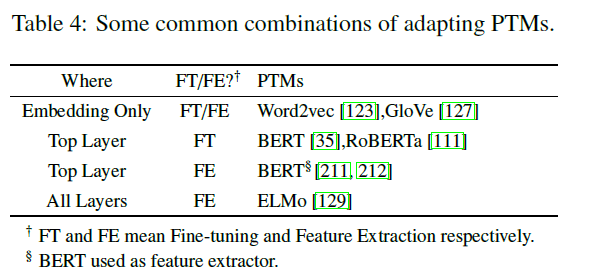 Table 4: Some common combinations of adapting PTMs.
Where FT/FE?† PTMs
Embedding Only FT/FE Word2vec [123],GloVe [127]
Top Layer FT BERT [35],RoBERTa [111]
Top Layer FE BERT§ [211, 212]
All Layers FE ELMo [129]
† FT and FE mean Fine-tuning and Feature Extraction respectively.
§ BERT used as feature extractor.